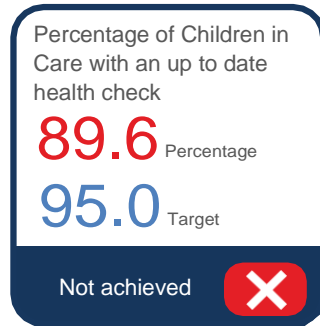 Percentage of Children in
Care with an up to date
health check
89.6 Percentage
95.0 Target
Not achieved